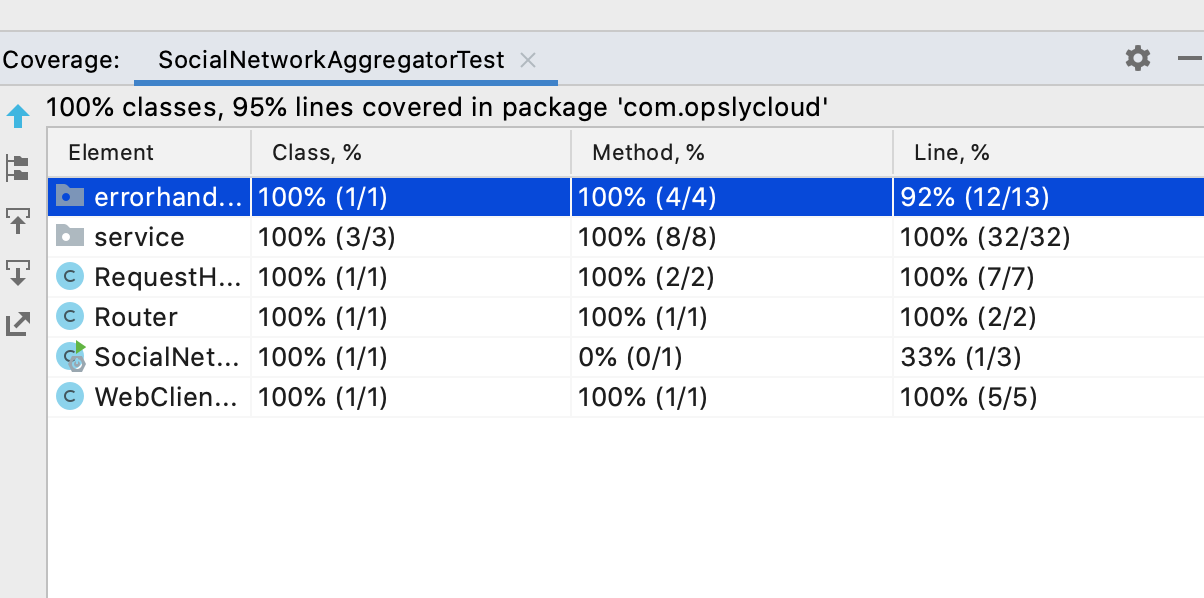 Coverage: SocialNetworkAggregatorTest
100% classes, 95% lines covered in package 'com.opslycloud'
Element Class, % Method, % Line, %
errorhand... 100% (1/1) 100% (4/4) 92% (12/13)
service 100% (3/3) 100% (8/8) 100% (32/32)
C RequestH... 100% (1/1) 100% (2/2) 100% (7/7)
C Router 100% (1/1) 100% (1/1) 100% (2/2)
C SocialNet... 100% (1/1) 0% (0/1) 33% (1/3)
C WebClien... 100% (1/1) 100% (1/1) 100% (5/5)